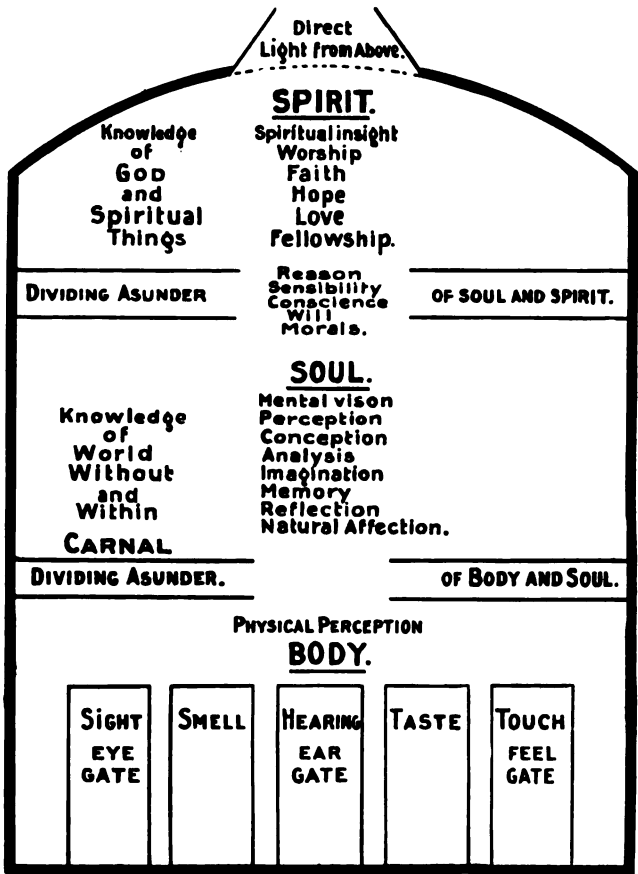 Direct
Light from Above.
SPIRIT.
Knowledge
of
GOD
and
Spiritual
Things
Spiritual insight
Worship
Faith
Hope
Love
Fellowship.
DIVIDING ASUNDER
Reason
Sensibility
Conscience
Will
Morals.
OF SOUL AND SPIRIT.
SOUL.
Knowledge
of
World
Without
and
Within
CARNAL
Mental vison
Perception
Conception
Analysis
Imagination
Memory
Reflection
Natural Affection.
DIVIDING ASUNDER.
OF BODY AND SOUL.
PHYSICAL PERCEPTION
BODY.
SIGHT
EYE
GATE
SMELL
HEARING
EAR
GATE
TASTE
TOUCH
FEEL
GATE